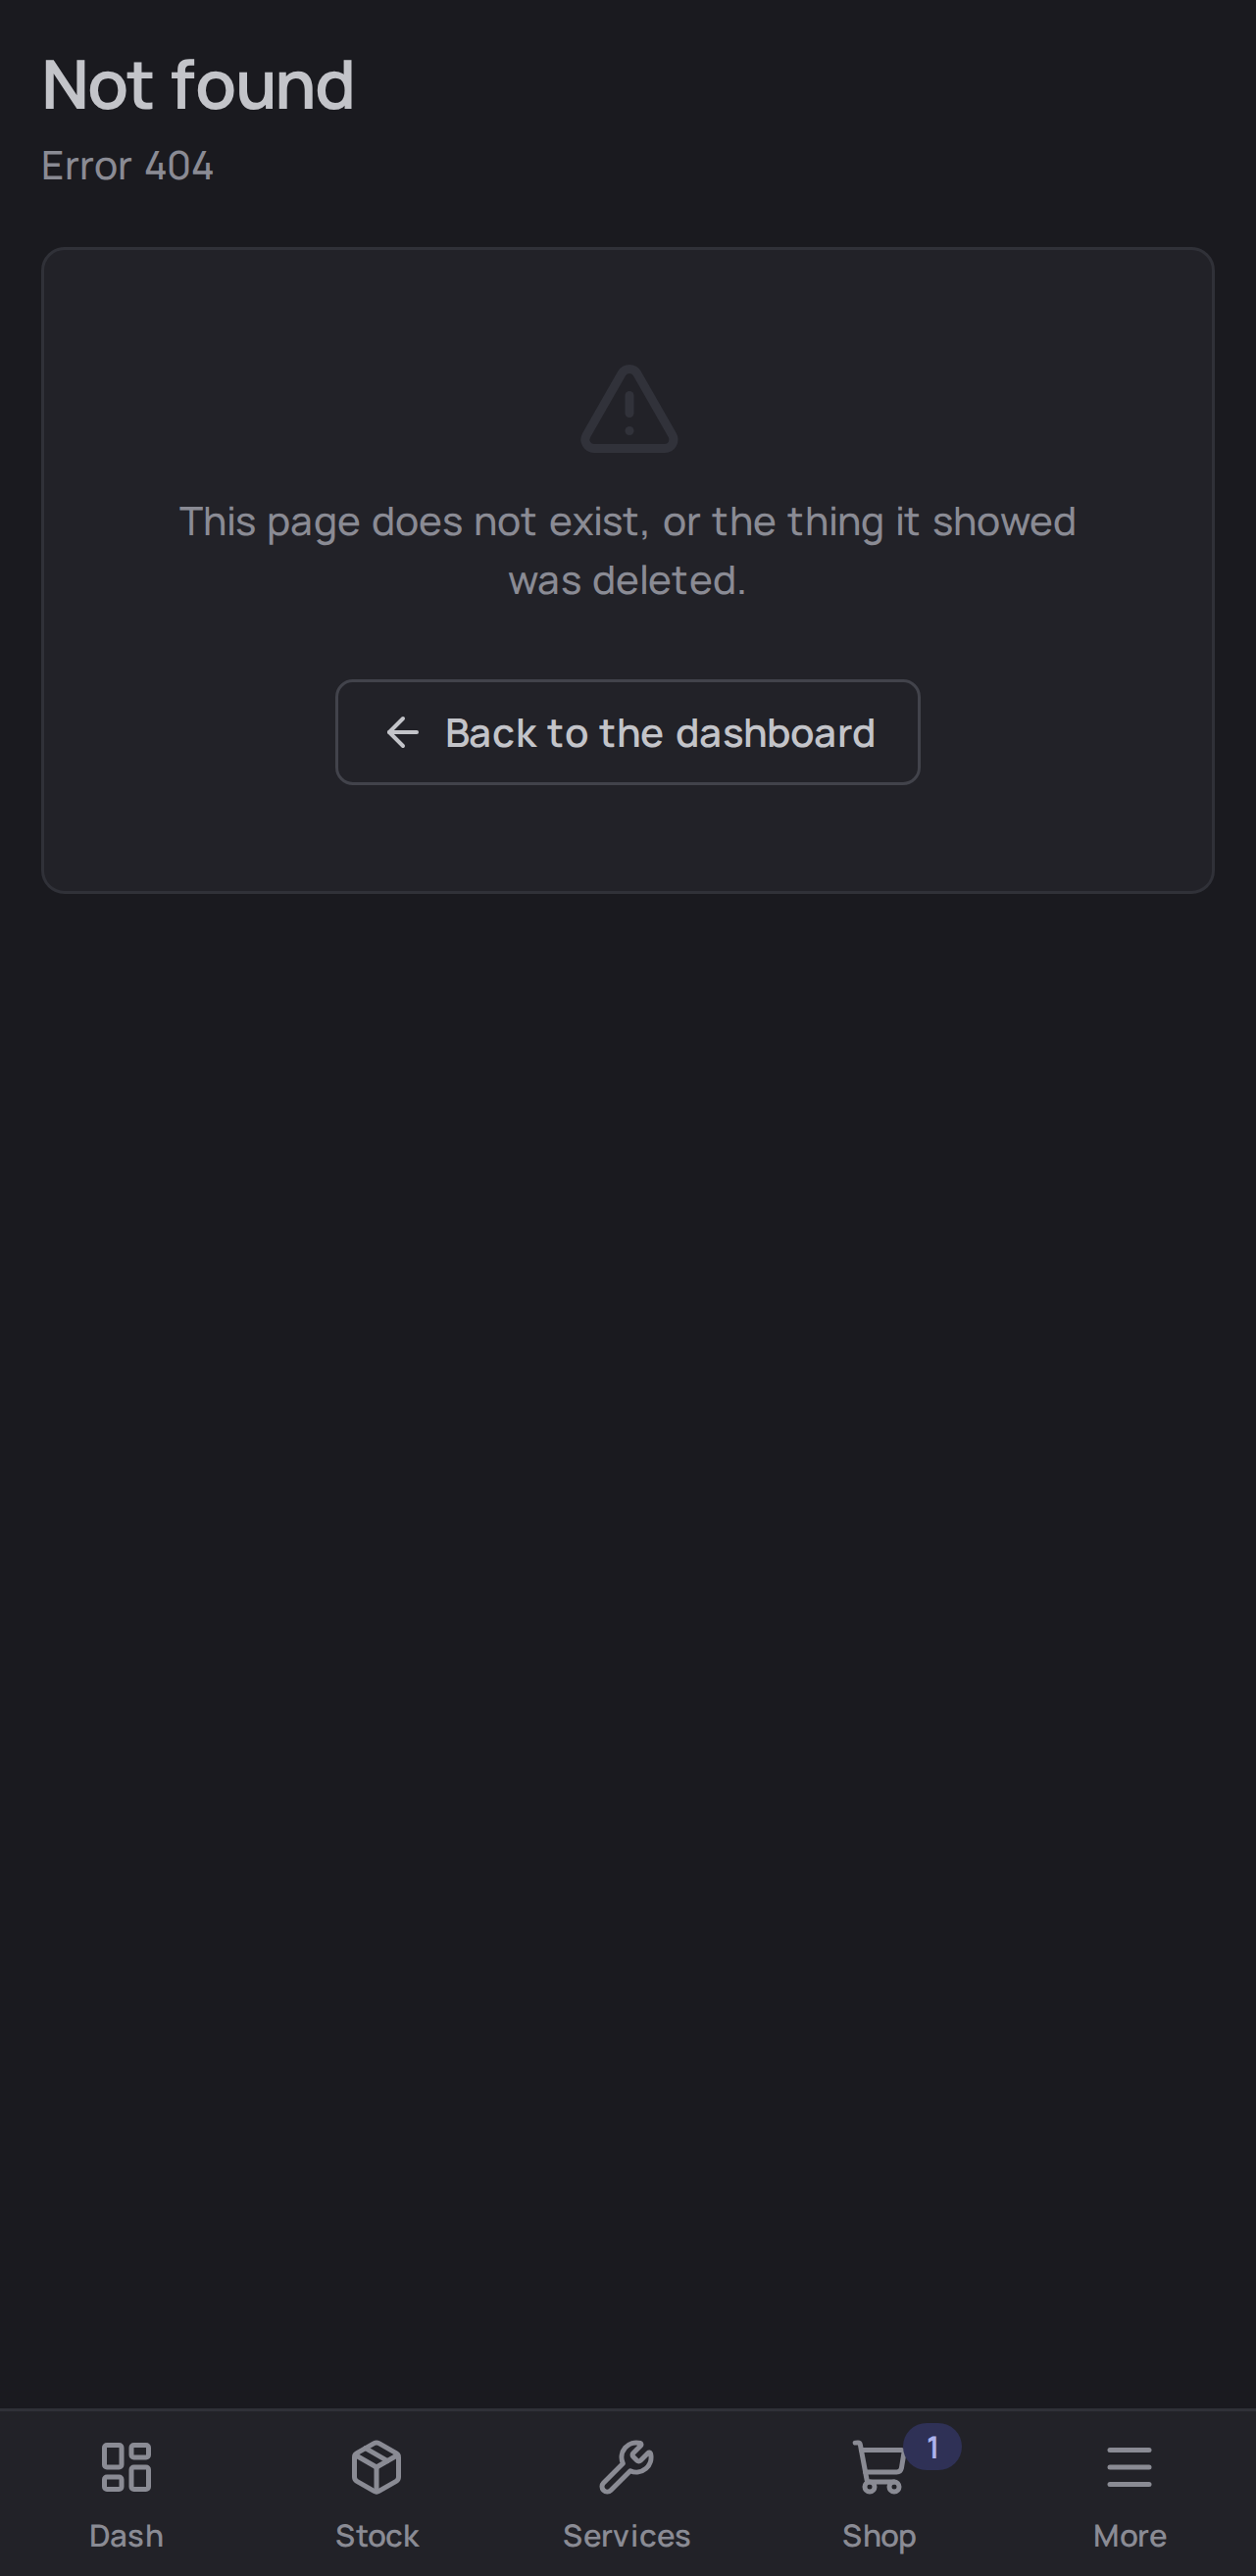 Not found
Error 404
This page does not exist, or the thing it showed
was deleted.
Back to the dashboard
1
Dash
Stock
Services
Shop
More